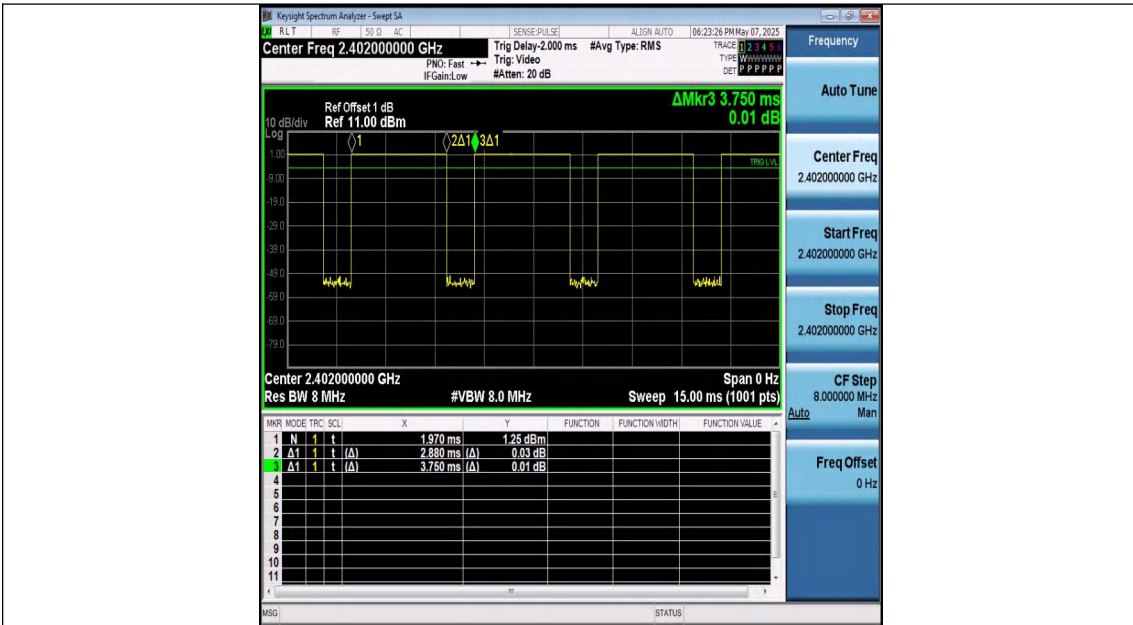 Keysight Spectrum Analyzer - Swept SA
RLT RF 50 Ω AC SENSE:PULSE ALIGN AUTO 06:23:26 PM May 07, 2025
Center Freq 2.402000000 GHz
PNO: Fast
IFGain:Low
Trig Delay-2.000 ms
Trig: Video
#Atten: 20 dB
#Avg Type: RMS
TRACE 1 2 3 4 5 6
TYPE W
DET P P P P P P
ΔMkr3 3.750 ms
0.01 dB
Ref Offset 1 dB
10 dB/div Ref 11.00 dBm
Log
1 2Δ1 3Δ1
1.00
TRIG LVL
-9.00
-19.0
-29.0
-39.0
-49.0
-59.0
-69.0
-79.0
Center 2.402000000 GHz Span 0 Hz
Res BW 8 MHz #VBW 8.0 MHz Sweep 15.00 ms (1001 pts)
MKR MODE TRC SCL X Y FUNCTION FUNCTION WIDTH FUNCTION VALUE
1 N 1 t 1.970 ms 1.25 dBm
2 Δ1 1 t (Δ) 2.880 ms (Δ) 0.03 dB
3 Δ1 1 t (Δ) 3.750 ms (Δ) 0.01 dB
4
5
6
7
8
9
10
11
MSG STATUS
Frequency
Auto Tune
Center Freq
2.402000000 GHz
Start Freq
2.402000000 GHz
Stop Freq
2.402000000 GHz
CF Step
8.000000 MHz
Auto Man
Freq Offset
0 Hz